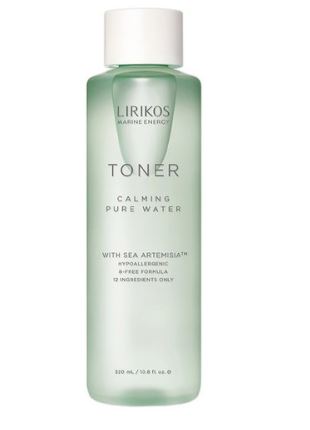 LIRIKOS
MARINE ENERGY
TONER
CALMING
PURE WATER
WITH SEA ARTEMISIA™
HYPOALLERGENIC
8-FREE FORMULA
12 INGREDIENTS ONLY
320 mL / 10.8 fl. oz.